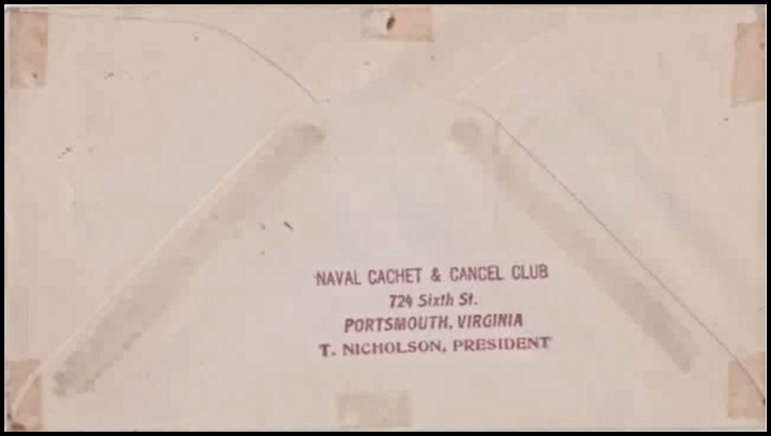 NAVAL CACHET & CANCEL CLUB
724 Sixth St.
PORTSMOUTH, VIRGINIA
T. NICHOLSON, PRESIDENT